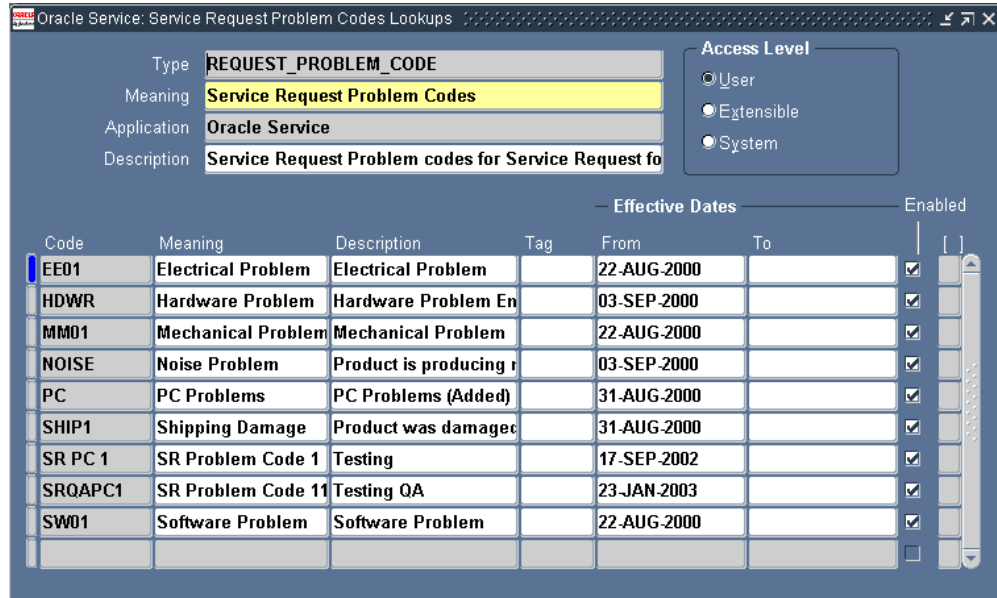 Oracle Service: Service Request Problem Codes Lookups
Access Level
Type REQUEST_PROBLEM_CODE
User
Meaning Service Request Problem Codes
Extensible
Application Oracle Service
System
Description Service Request Problem codes for Service Request fo
Effective Dates Enabled
Code Meaning Description Tag From To [ ]
EE01 Electrical Problem Electrical Problem 22-AUG-2000
HDWR Hardware Problem Hardware Problem En 03-SEP-2000
MM01 Mechanical Problem Mechanical Problem 22-AUG-2000
NOISE Noise Problem Product is producing 03-SEP-2000
PC PC Problems PC Problems (Added) 31-AUG-2000
SHIP1 Shipping Damage Product was damaged 31-AUG-2000
SR PC 1 SR Problem Code 1 Testing 17-SEP-2002
SRQAPC1 SR Problem Code 11 Testing QA 23-JAN-2003
SW01 Software Problem Software Problem 22-AUG-2000